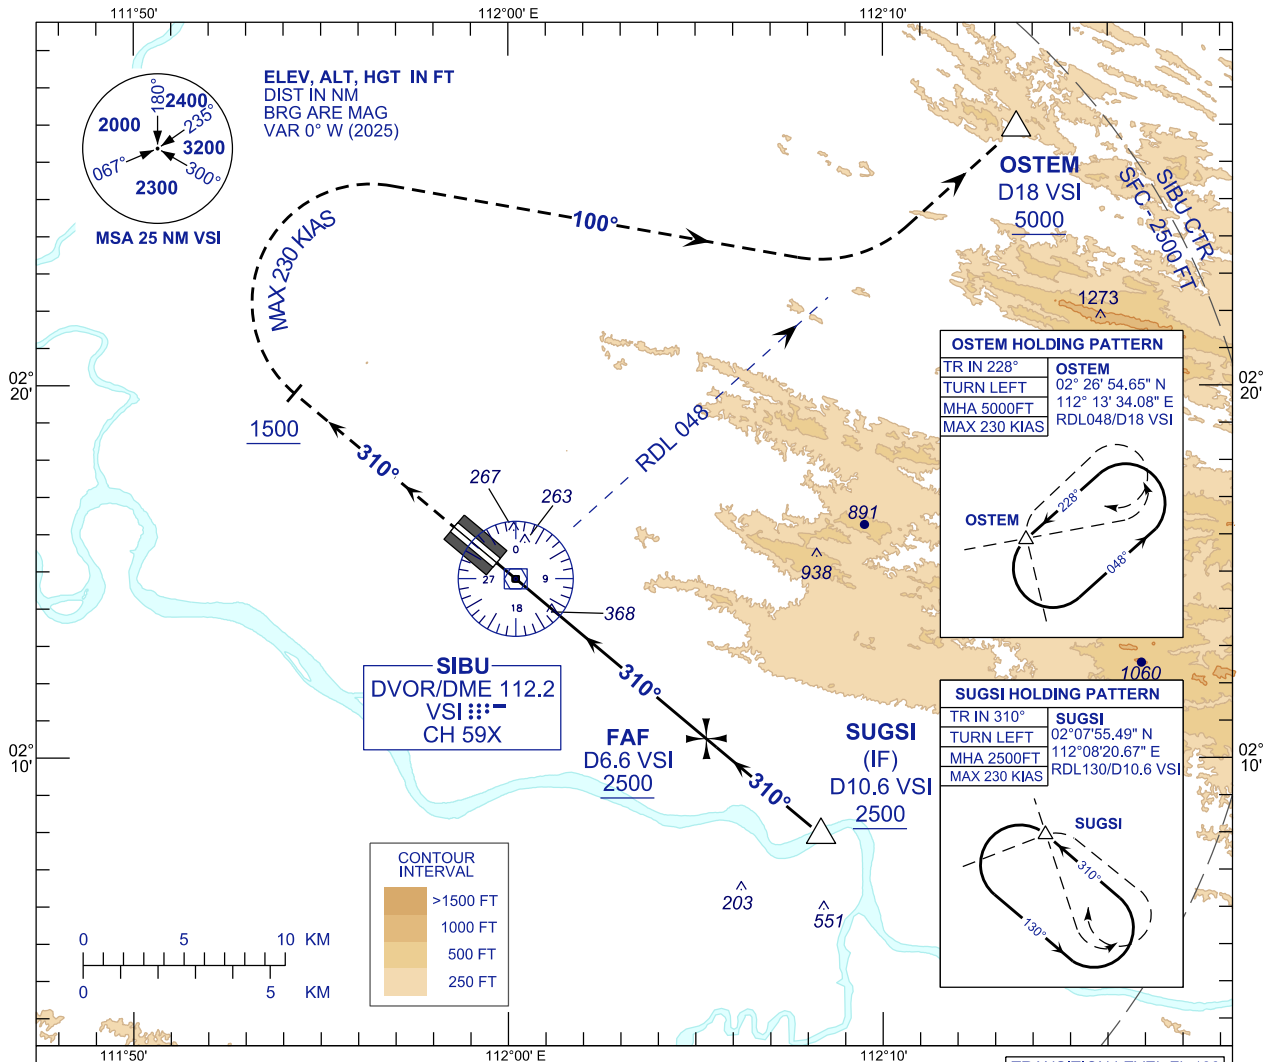 111°50'
112°00' E
112°10'
180°
2400
235°
2000
3200
067°
300°
2300
MSA 25 NM VSI
ELEV, ALT, HGT IN FT
DIST IN NM
BRG ARE MAG
VAR 0° W (2025)
MAX 230 KIAS
100°
OSTEM
D18 VSI
5000
SIBU CTR
SFC - 2500 FT
1273
02°
20'
02°
20'
1500
310°
RDL 048
267
263
891
938
0
9
18
27
368
OSTEM HOLDING PATTERN
TR IN 228°
TURN LEFT
MHA 5000FT
MAX 230 KIAS
OSTEM
02° 26' 54.65" N
112° 13' 34.08" E
RDL048/D18 VSI
OSTEM
228°
048°
1060
SIBU
DVOR/DME 112.2
VSI
CH 59X
310°
FAF
D6.6 VSI
2500
310°
SUGSI
(IF)
D10.6 VSI
2500
02°
10'
02°
10'
SUGSI HOLDING PATTERN
TR IN 310°
TURN LEFT
MHA 2500FT
MAX 230 KIAS
SUGSI
02°07'55.49" N
112°08'20.67" E
RDL130/D10.6 VSI
SUGSI
310°
130°
203
551
CONTOUR
INTERVAL
>1500 FT
1000 FT
500 FT
250 FT
0 5 10 KM
0 5 KM
111°50'
112°00' E
112°10'